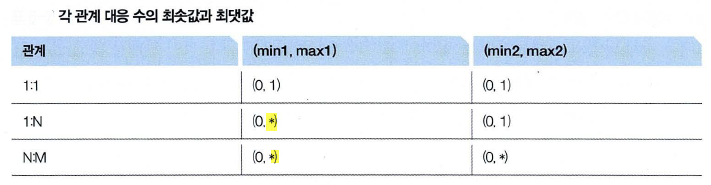 각 관계 대응 수의 최솟값과 최댓값
관계 (min1, max1) (min2, max2)
1:1 (0, 1) (0, 1)
1:N (0, *) (0, 1)
N:M (0, *) (0, *)